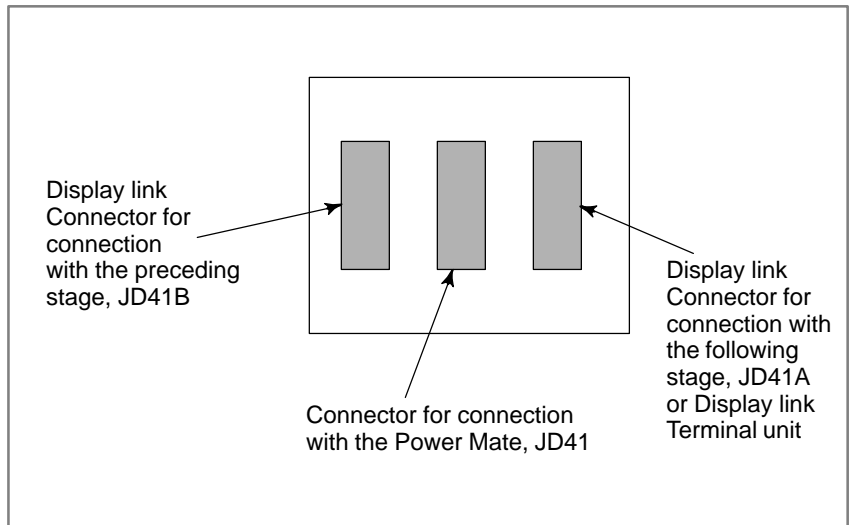 Display link
Connector for
connection
with the preceding
stage, JD41B
Connector for connection
with the Power Mate, JD41
Display link
Connector for
connection with
the following
stage, JD41A
or Display link
Terminal unit